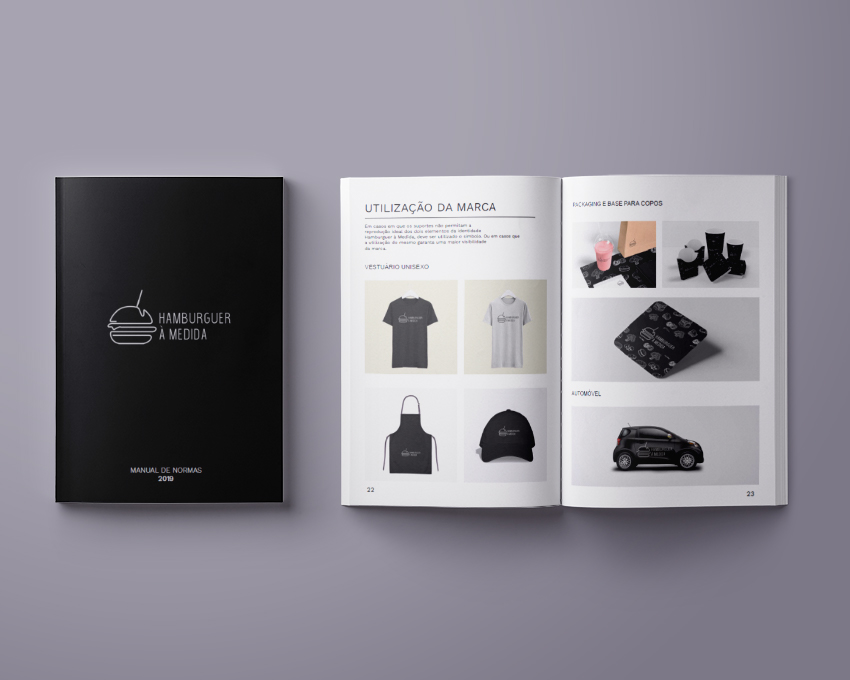 HAMBURGUER
À MEDIDA
MANUAL DE NORMAS
2019
UTILIZAÇÃO DA MARCA
Em casos em que os suportes não permitam a
reprodução ideal dos dois elementos da identidade
Hamburguer à Medida, deve ser utilizado o símbolo. Ou em casos que
a utilização do mesmo garanta uma maior visibilidade
da marca.
VESTUÁRIO UNISEXO
22
PACKAGING E BASE PARA COPOS
HAMBURGUER
À MEDIDA
AUTOMÓVEL
23